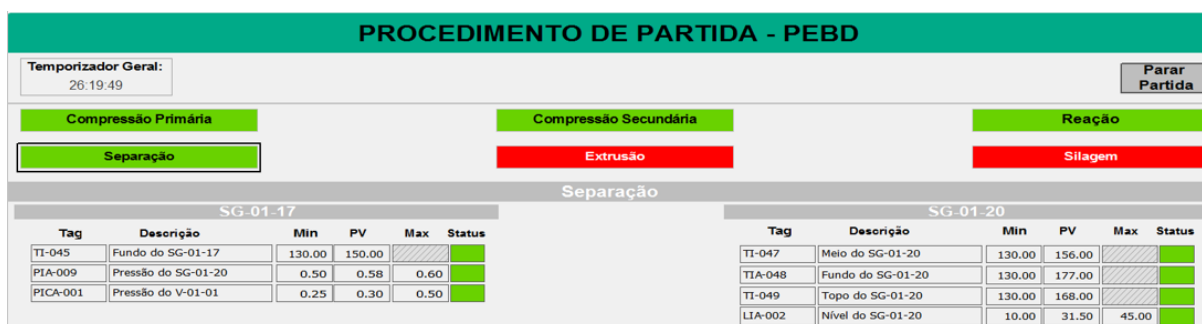 PROCEDIMENTO DE PARTIDA - PEBD
Temporizador Geral:
26:19:49
Parar
Partida
Compressão Primária
Compressão Secundária
Reação
Separação
Extrusão
Silagem
Separação
SG-01-17
Tag Descrição Min PV Max Status
TI-045 Fundo do SG-01-17 130.00 150.00
PIA-009 Pressão do SG-01-20 0.50 0.58 0.60
PICA-001 Pressão do V-01-01 0.25 0.30 0.50
SG-01-20
Tag Descrição Min PV Max Status
TI-047 Meio do SG-01-20 130.00 156.00
TIA-048 Fundo do SG-01-20 130.00 177.00
TI-049 Topo do SG-01-20 130.00 168.00
LIA-002 Nível do SG-01-20 10.00 31.50 45.00